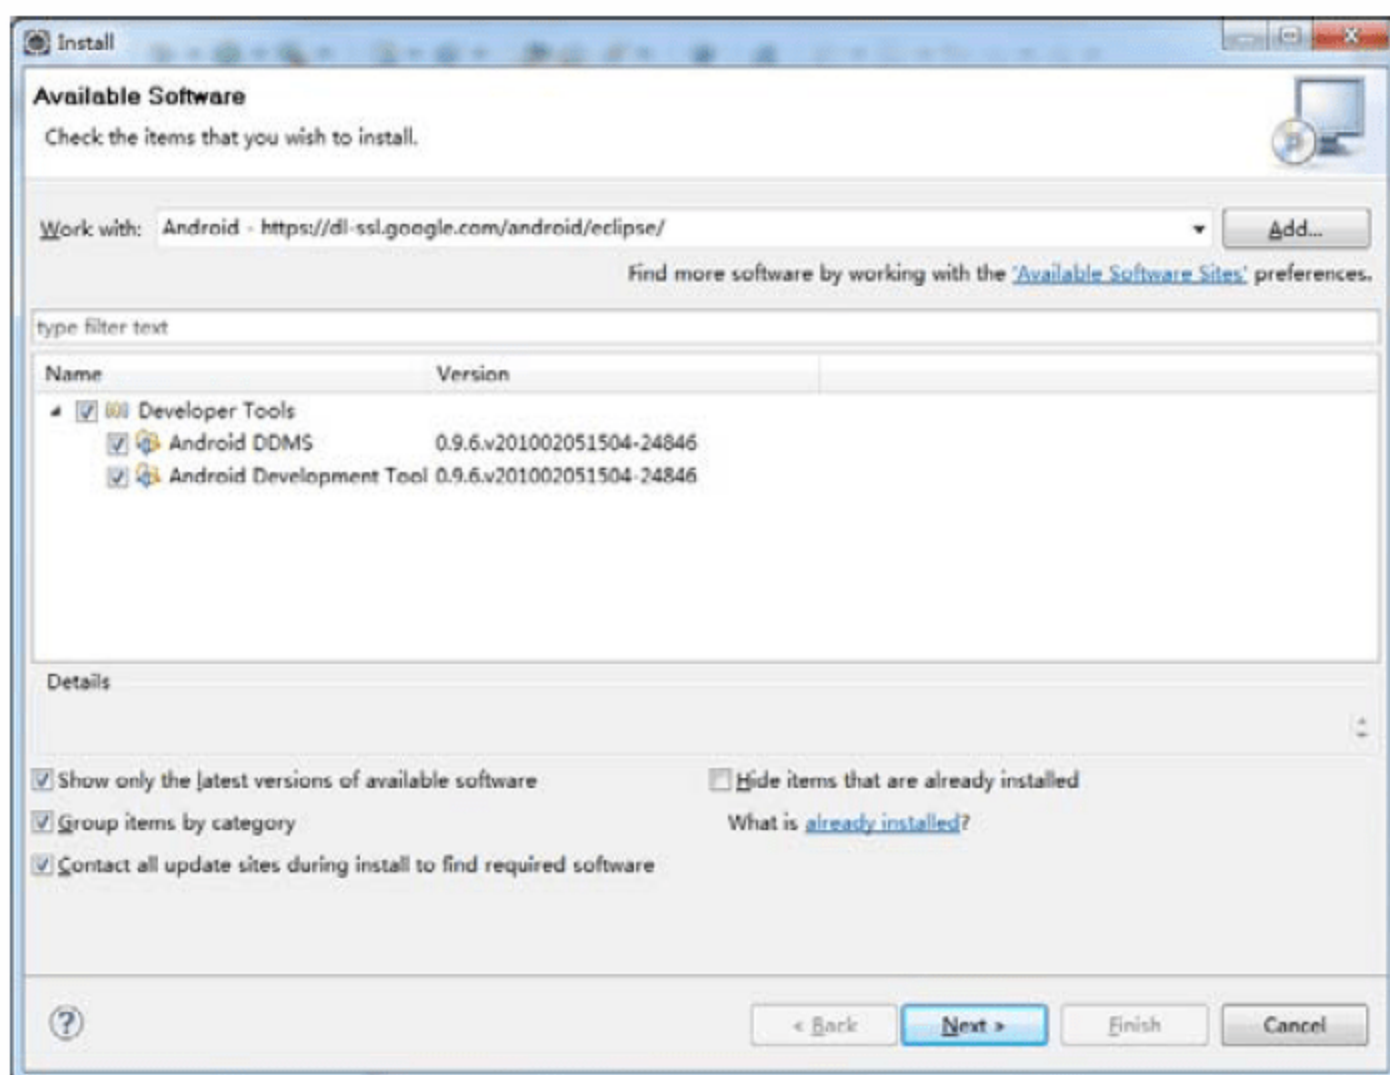 Install
Available Software
Check the items that you wish to install.
Work with: Android - https://dl-ssl.google.com/android/eclipse/ Add...
Find more software by working with the 'Available Software Sites' preferences.
type filter text
Name Version
Developer Tools
Android DDMS 0.9.6.v201002051504-24846
Android Development Tool 0.9.6.v201002051504-24846
Details
Show only the latest versions of available software Hide items that are already installed
Group items by category What is already installed?
Contact all update sites during install to find required software
< Back Next > Finish Cancel